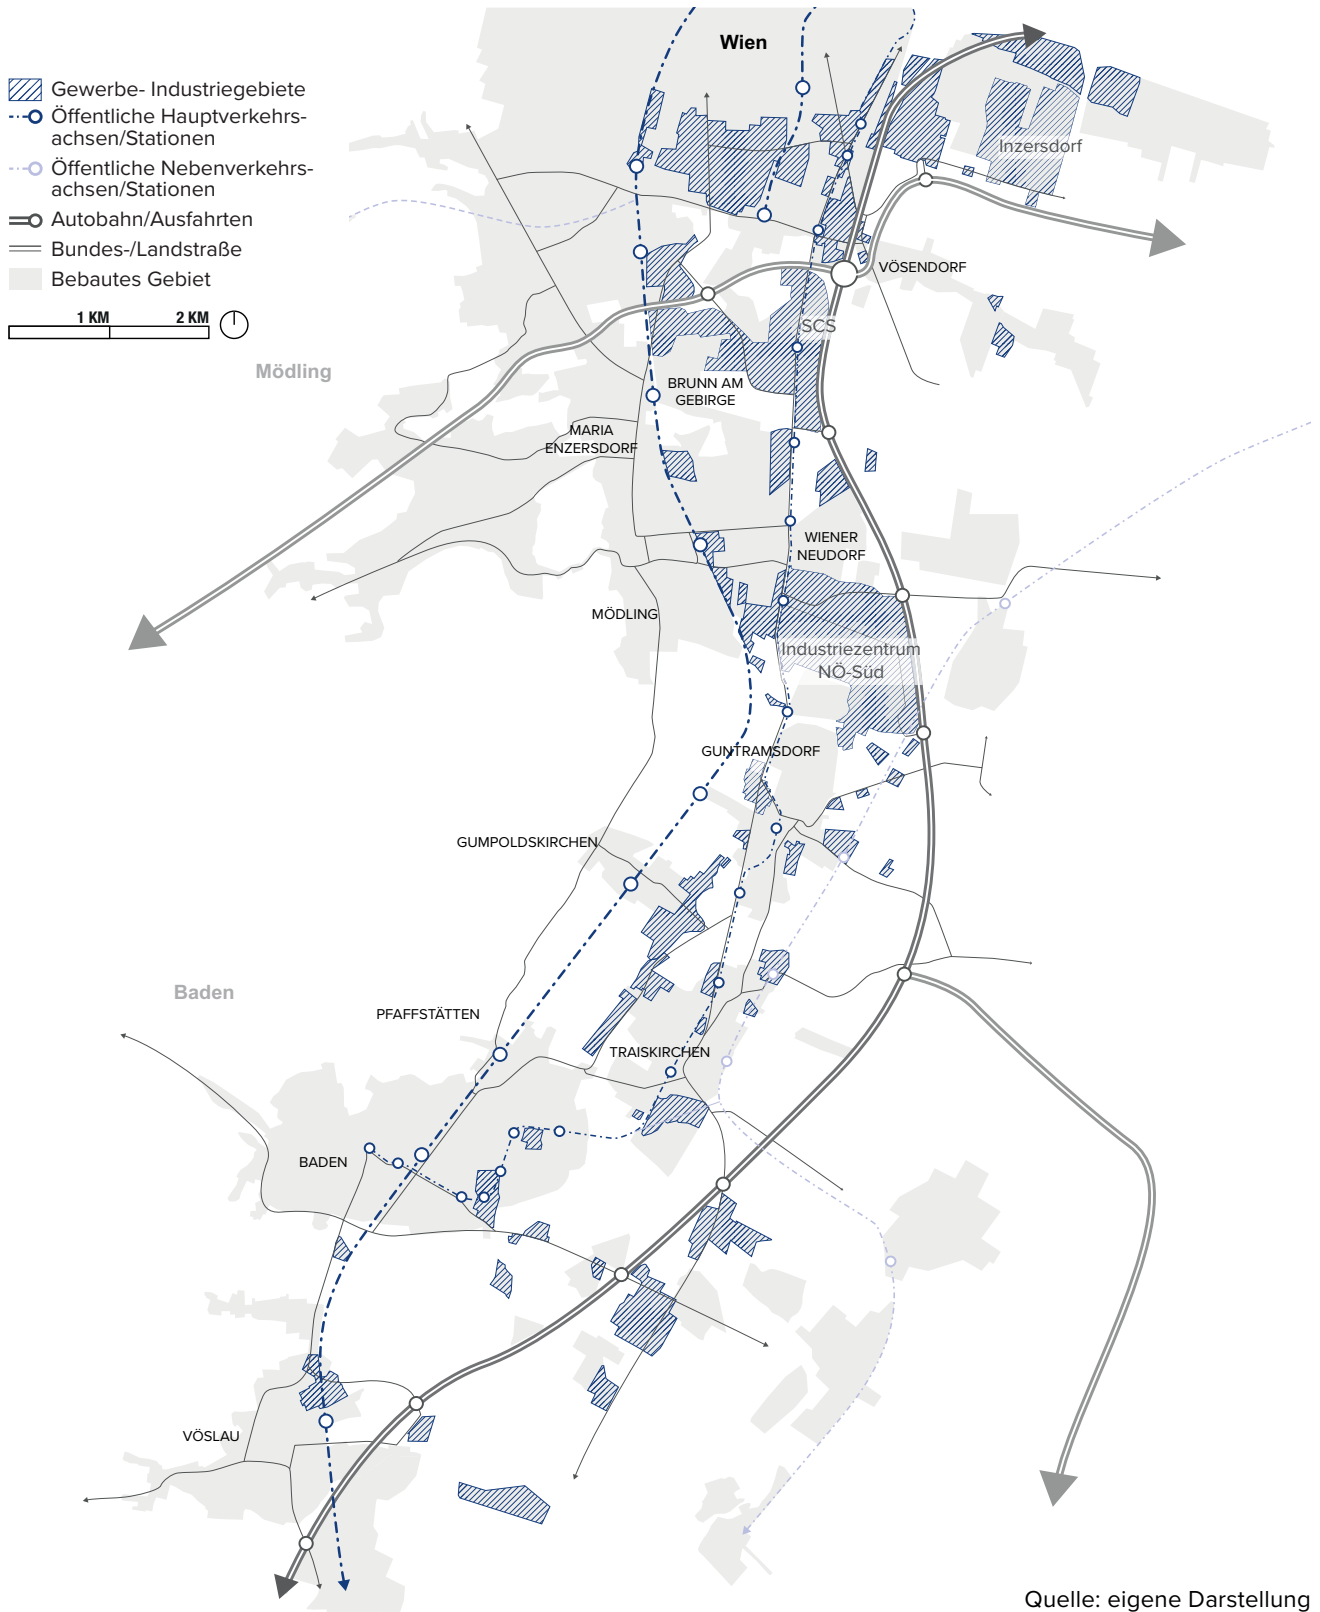 Wien
Gewerbe- Industriegebiete
Öffentliche Hauptverkehrs-
achsen/Stationen
Öffentliche Nebenverkehrs-
achsen/Stationen
Autobahn/Ausfahrten
Bundes-/Landstraße
Bebautes Gebiet
1 KM 2 KM
Inzersdorf
VÖSENDORF
SCS
Mödling
BRUNN AM
GEBIRGE
MARIA
ENZERSDORF
WIENER
NEUDORF
MÖDLING
Industriezentrum
NÖ-Süd
GUNTRAMSDORF
GUMPOLDSKIRCHEN
Baden
PFAFFSTÄTTEN
TRAISKIRCHEN
BADEN
VÖSLAU
Quelle: eigene Darstellung